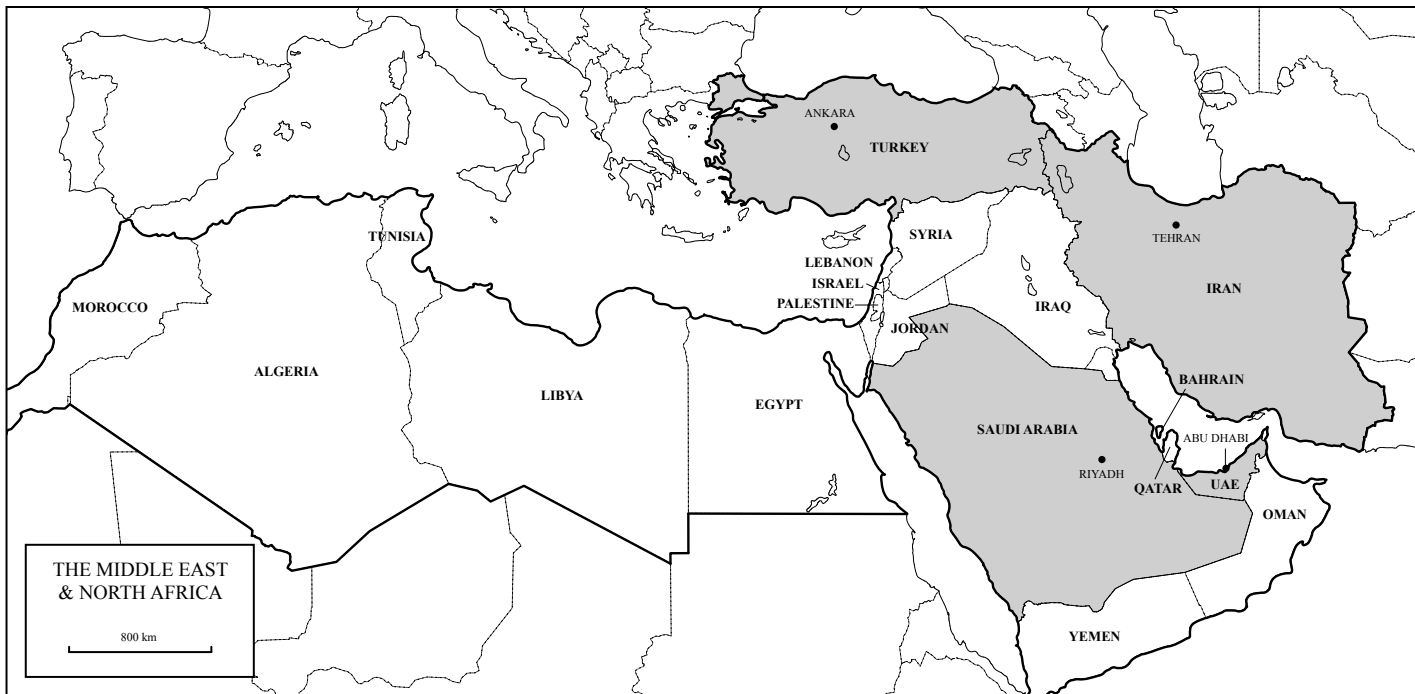 ANKARA
TURKEY
TUNISIA
SYRIA
TEHRAN
LEBANON
ISRAEL
PALESTINE
IRAN
MOROCCO
IRAQ
JORDAN
ALGERIA
LIBYA
EGYPT
BAHRAIN
SAUDI ARABIA
ABU DHABI
RIYADH
QATAR
UAE
OMAN
THE MIDDLE EAST
& NORTH AFRICA
800 km
YEMEN